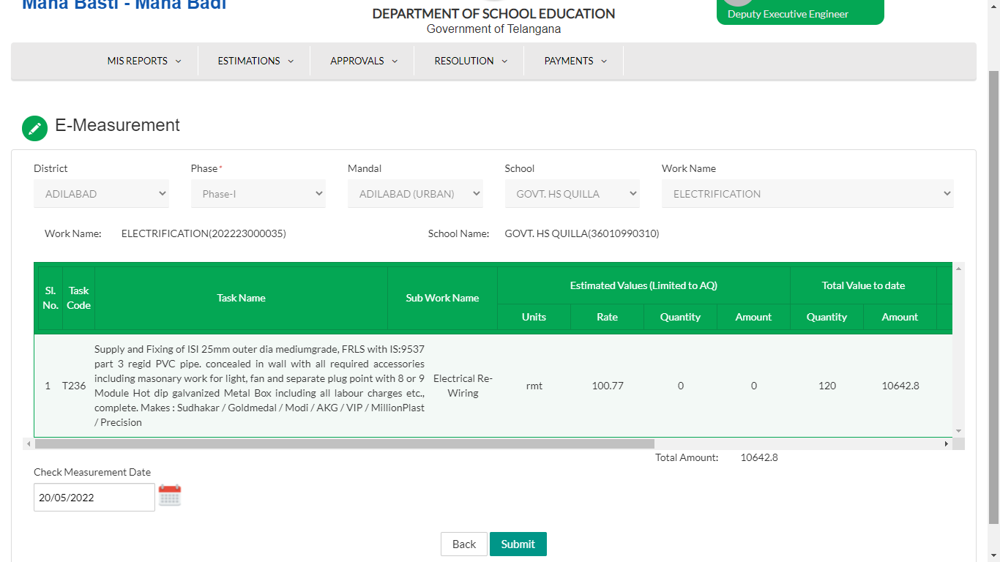 Mana Basti - Mana Badi
DEPARTMENT OF SCHOOL EDUCATION
Government of Telangana
Deputy Executive Engineer
MIS REPORTS
ESTIMATIONS
APPROVALS
RESOLUTION
PAYMENTS
E-Measurement
District
Phase*
Mandal
School
Work Name
ADILABAD
Phase-I
ADILABAD (URBAN)
GOVT. HS QUILLA
ELECTRIFICATION
Work Name: ELECTRIFICATION(202223000035)
School Name: GOVT. HS QUILLA(36010990310)
Sl. No.
Task Code
Task Name
Sub Work Name
Estimated Values (Limited to AQ)
Total Value to date
Units
Rate
Quantity
Amount
Quantity
Amount
1
T236
Supply and Fixing of ISI 25mm outer dia mediumgrade, FRLS with IS:9537
part 3 regid PVC pipe. concealed in wall with all required accessories
including masonary work for light, fan and separate plug point with 8 or 9
Module Hot dip galvanized Metal Box including all labour charges etc.,
complete. Makes : Sudhakar / Goldmedal / Modi / AKG / VIP / MillionPlast
/ Precision
Electrical Re-
Wiring
rmt
100.77
0
0
120
10642.8
Total Amount: 10642.8
Check Measurement Date
20/05/2022
Back
Submit